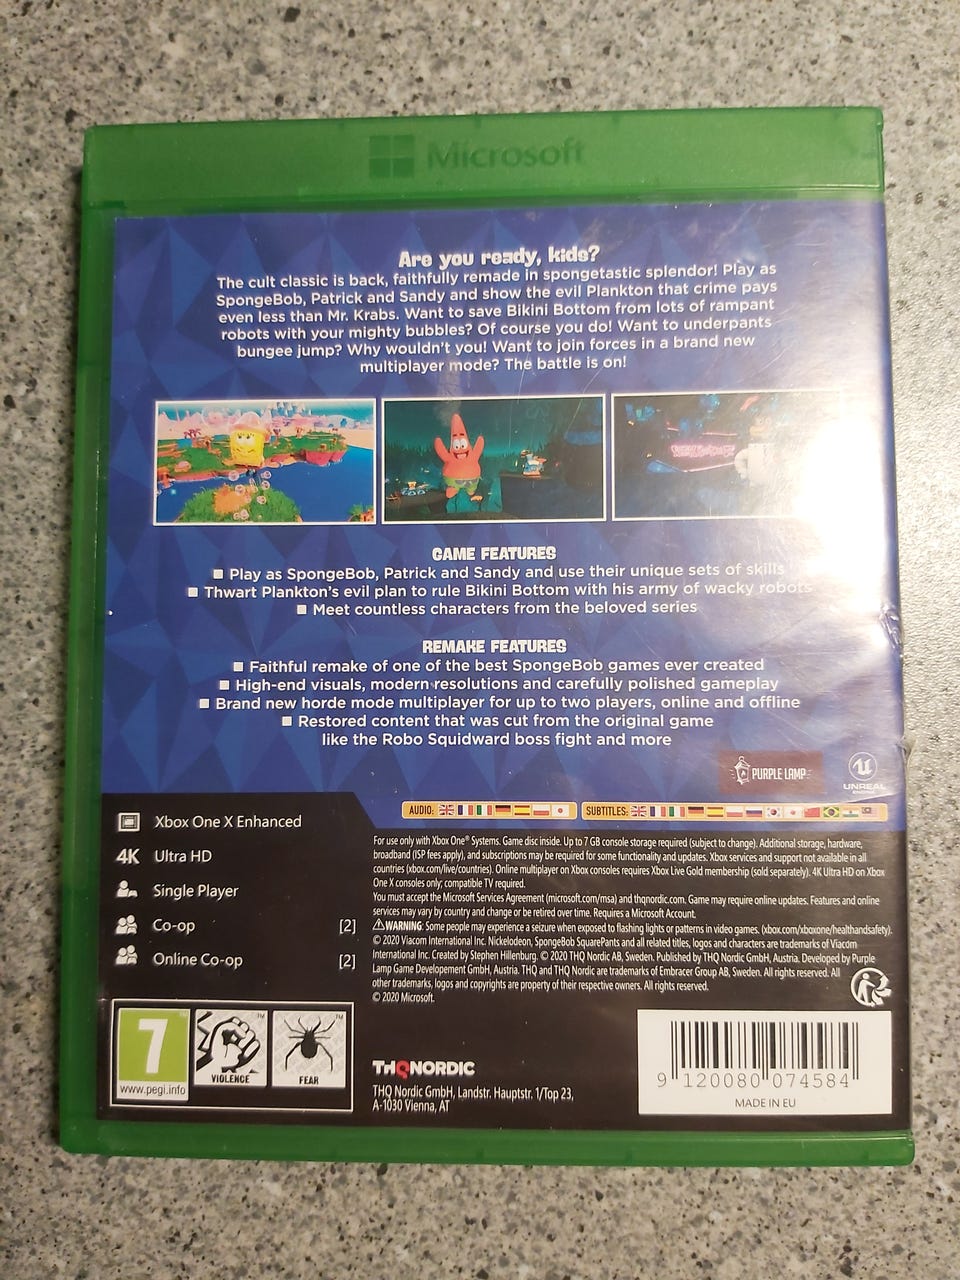 Microsoft
Are you ready, kids?
The cult classic is back, faithfully remade in spongetastic splendor! Play as
SpongeBob, Patrick and Sandy and show the evil Plankton that crime pays
even less than Mr. Krabs. Want to save Bikini Bottom from lots of rampant
robots with your mighty bubbles? Of course you do! Want to underpants
bungee jump? Why wouldn't you! Want to join forces in a brand new
multiplayer mode? The battle is on!
GAME FEATURES
■ Play as SpongeBob, Patrick and Sandy and use their unique sets of skills
■ Thwart Plankton's evil plan to rule Bikini Bottom with his army of wacky robots
■ Meet countless characters from the beloved series
REMAKE FEATURES
■ Faithful remake of one of the best SpongeBob games ever created
■ High-end visuals, modern resolutions and carefully polished gameplay
■ Brand new horde mode multiplayer for up to two players, online and offline
■ Restored content that was cut from the original game
like the Robo Squidward boss fight and more
PURPLE LAMP
UNREAL
ENGINE
AUDIO:
SUBTITLES:
Xbox One X Enhanced
4K Ultra HD
Single Player
Co-op [2]
Online Co-op [2]
For use only with Xbox One® Systems. Game disc inside. Up to 7 GB console storage required (subject to change). Additional storage, hardware,
broadband (ISP fees apply), and subscriptions may be required for some functionality and updates. Xbox services and support not available in all
countries (xbox.com/live/countries). Online multiplayer on Xbox consoles requires Xbox Live Gold membership (sold separately). 4K Ultra HD on Xbox
One X consoles only; compatible TV required.
You must accept the Microsoft Services Agreement (microsoft.com/msa) and thqnordic.com. Game may require online updates. Features and online
services may vary by country and change or be retired over time. Requires a Microsoft Account.
⚠WARNING: Some people may experience a seizure when exposed to flashing lights or patterns in video games. (xbox.com/xboxone/healthandsafety).
© 2020 Viacom International Inc. Nickelodeon, SpongeBob SquarePants and all related titles, logos and characters are trademarks of Viacom
International Inc. Created by Stephen Hillenburg. © 2020 THQ Nordic AB, Sweden. Published by THQ Nordic GmbH, Austria. Developed by Purple
Lamp Game Developement GmbH, Austria. THQ and THQ Nordic are trademarks of Embracer Group AB, Sweden. All rights reserved. All
other trademarks, logos and copyrights are property of their respective owners. All rights reserved.
© 2020 Microsoft.
7
www.pegi.info
VIOLENCE
FEAR
THQNORDIC
THQ Nordic GmbH, Landstr. Hauptstr. 1/Top 23,
A-1030 Vienna, AT
9 120080 074584
MADE IN EU